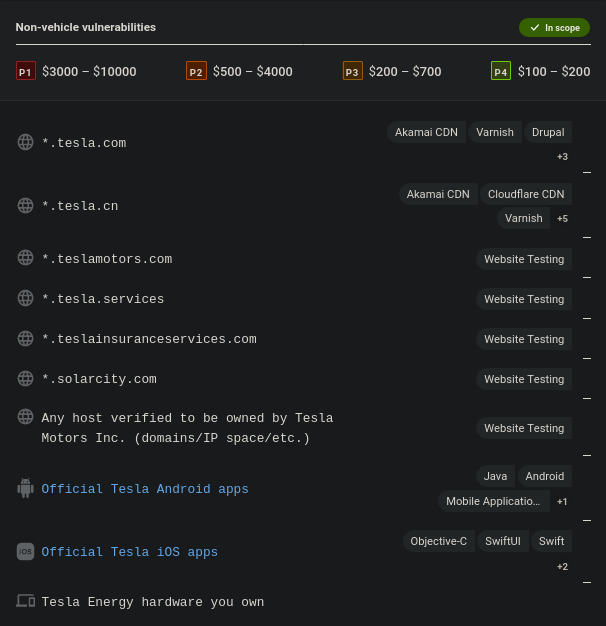 Non-vehicle vulnerabilities In scope
P1 $3000 – $10000 P2 $500 – $4000 P3 $200 – $700 P4 $100 – $200
*.tesla.com Akamai CDN Varnish Drupal
+3
*.tesla.cn Akamai CDN Cloudflare CDN
Varnish +5
*.teslamotors.com Website Testing
*.tesla.services Website Testing
*.teslainsuranceservices.com Website Testing
*.solarcity.com Website Testing
Any host verified to be owned by Tesla
Motors Inc. (domains/IP space/etc.) Website Testing
Official Tesla Android apps Java Android
Mobile Applicatio... +1
iOS Official Tesla iOS apps Objective-C SwiftUI Swift
+2
Tesla Energy hardware you own